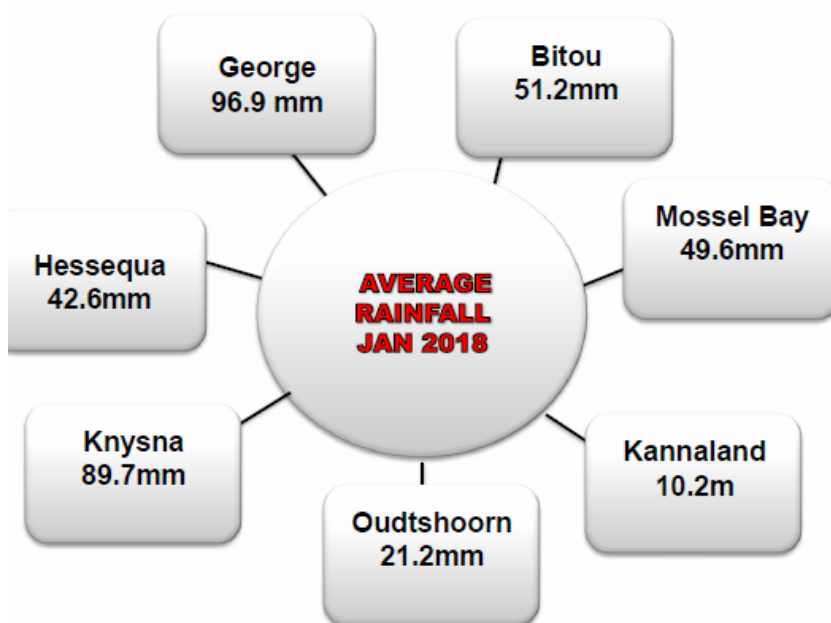 George
96.9 mm
Bitou
51.2mm
Mossel Bay
49.6mm
Hessequa
42.6mm
AVERAGE
RAINFALL
JAN 2018
Knysna
89.7mm
Kannaland
10.2m
Oudtshoorn
21.2mm